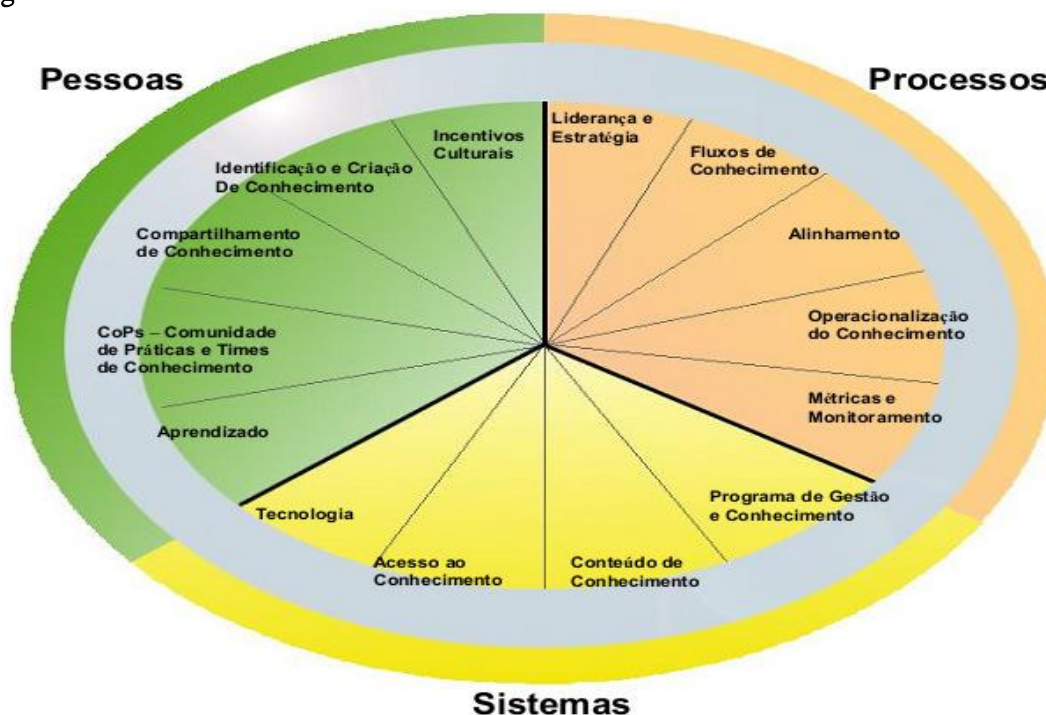 g
Pessoas
Processos
Incentivos
Culturais
Liderança e
Estratégia
Fluxos de
Conhecimento
Identificação e Criação
De Conhecimento
Compartilhamento
de Conhecimento
Alinhamento
CoPs – Comunidade
de Práticas e Times
de Conhecimento
Operacionalização
do Conhecimento
Aprendizado
Métricas e
Monitoramento
Tecnologia
Programa de Gestão
e Conhecimento
Acesso ao
Conhecimento
Conteúdo de
Conhecimento
Sistemas